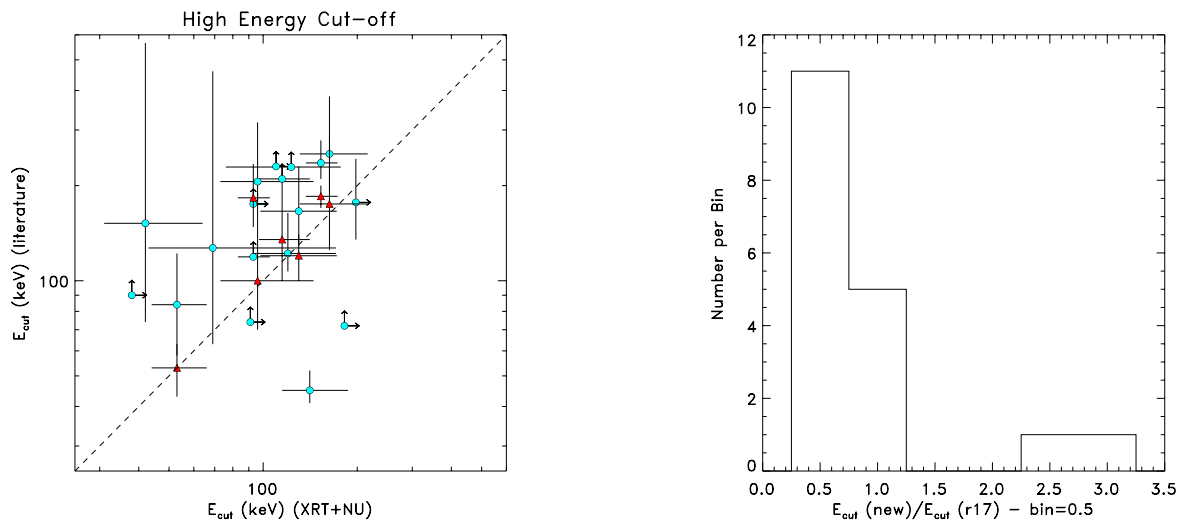 High Energy Cut-off
E_cut (keV) (literature)
100
100
E_cut (keV) (XRT+NU)
Number per Bin
12
10
8
6
4
2
0
0.0 0.5 1.0 1.5 2.0 2.5 3.0 3.5
E_cut (new)/E_cut (r17) - bin=0.5